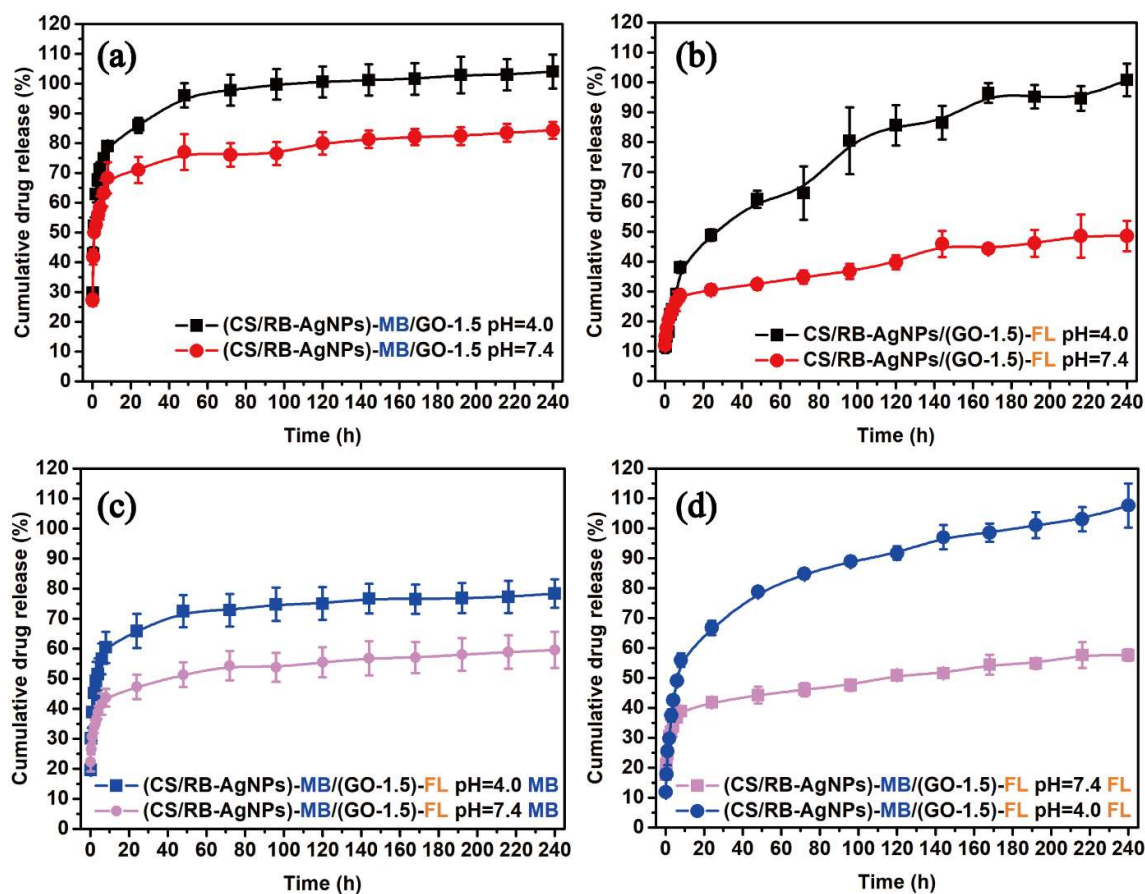 (a)
Cumulative drug release (%)
120
110
100
90
80
70
60
50
40
30
20
10
0
(CS/RB-AgNPs)-MB/GO-1.5 pH=4.0
(CS/RB-AgNPs)-MB/GO-1.5 pH=7.4
0 20 40 60 80 100 120 140 160 180 200 220 240
Time (h)
(b)
Cumulative drug release (%)
120
110
100
90
80
70
60
50
40
30
20
10
0
CS/RB-AgNPs/(GO-1.5)-FL pH=4.0
CS/RB-AgNPs/(GO-1.5)-FL pH=7.4
0 20 40 60 80 100 120 140 160 180 200 220 240
Time (h)
(c)
Cumulative drug release (%)
120
110
100
90
80
70
60
50
40
30
20
10
0
(CS/RB-AgNPs)-MB/(GO-1.5)-FL pH=4.0 MB
(CS/RB-AgNPs)-MB/(GO-1.5)-FL pH=7.4 MB
0 20 40 60 80 100 120 140 160 180 200 220 240
Time (h)
(d)
Cumulative drug release (%)
120
110
100
90
80
70
60
50
40
30
20
10
0
(CS/RB-AgNPs)-MB/(GO-1.5)-FL pH=7.4 FL
(CS/RB-AgNPs)-MB/(GO-1.5)-FL pH=4.0 FL
0 20 40 60 80 100 120 140 160 180 200 220 240
Time (h)